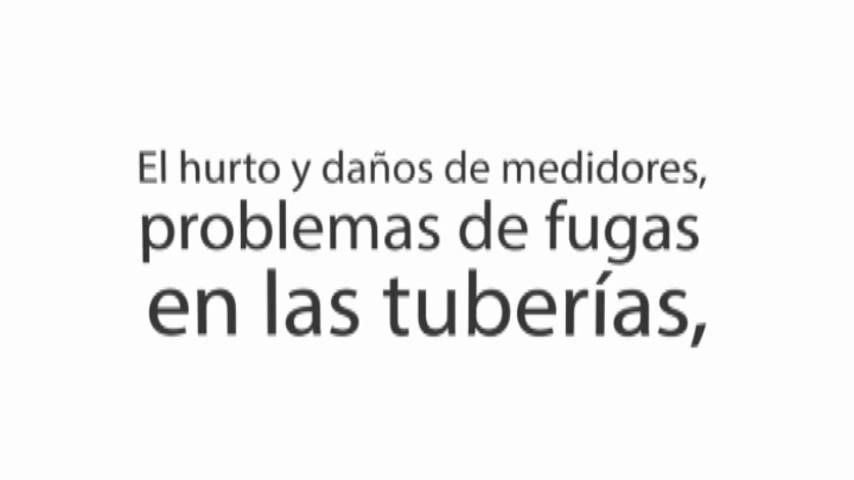 El hurto y daños de medidores,
problemas de fugas
en las tuberías,